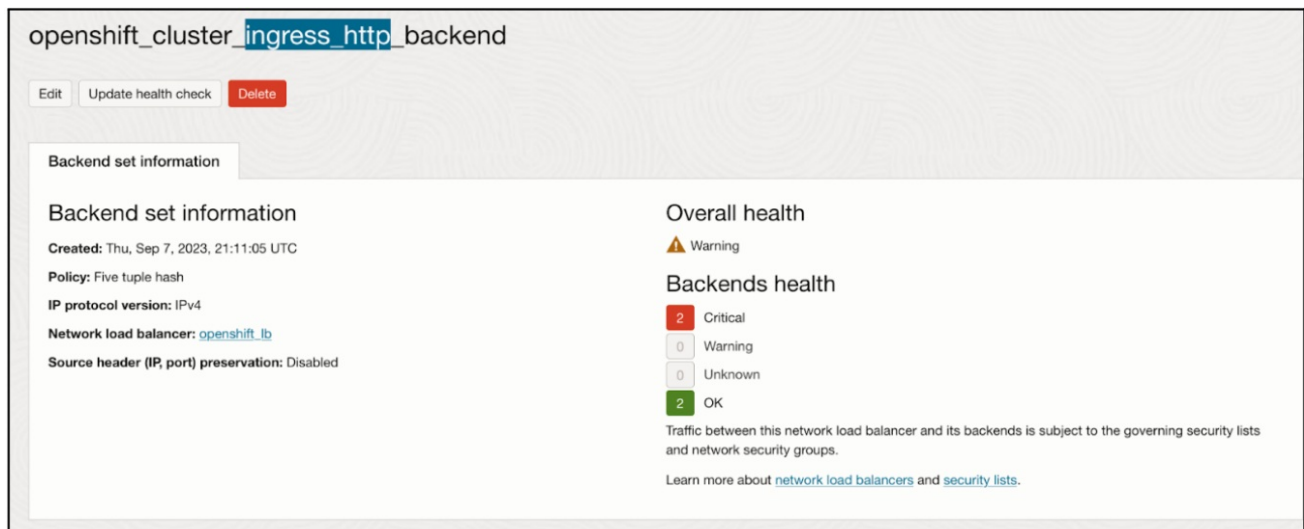 openshift_cluster_ingress_http_backend
Edit
Update health check
Delete
Backend set information
Backend set information
Created: Thu, Sep 7, 2023, 21:11:05 UTC
Policy: Five tuple hash
IP protocol version: IPv4
Network load balancer: openshift_lb
Source header (IP, port) preservation: Disabled
Overall health
Warning
Backends health
2 Critical
0 Warning
0 Unknown
2 OK
Traffic between this network load balancer and its backends is subject to the governing security lists
and network security groups.
Learn more about network load balancers and security lists.